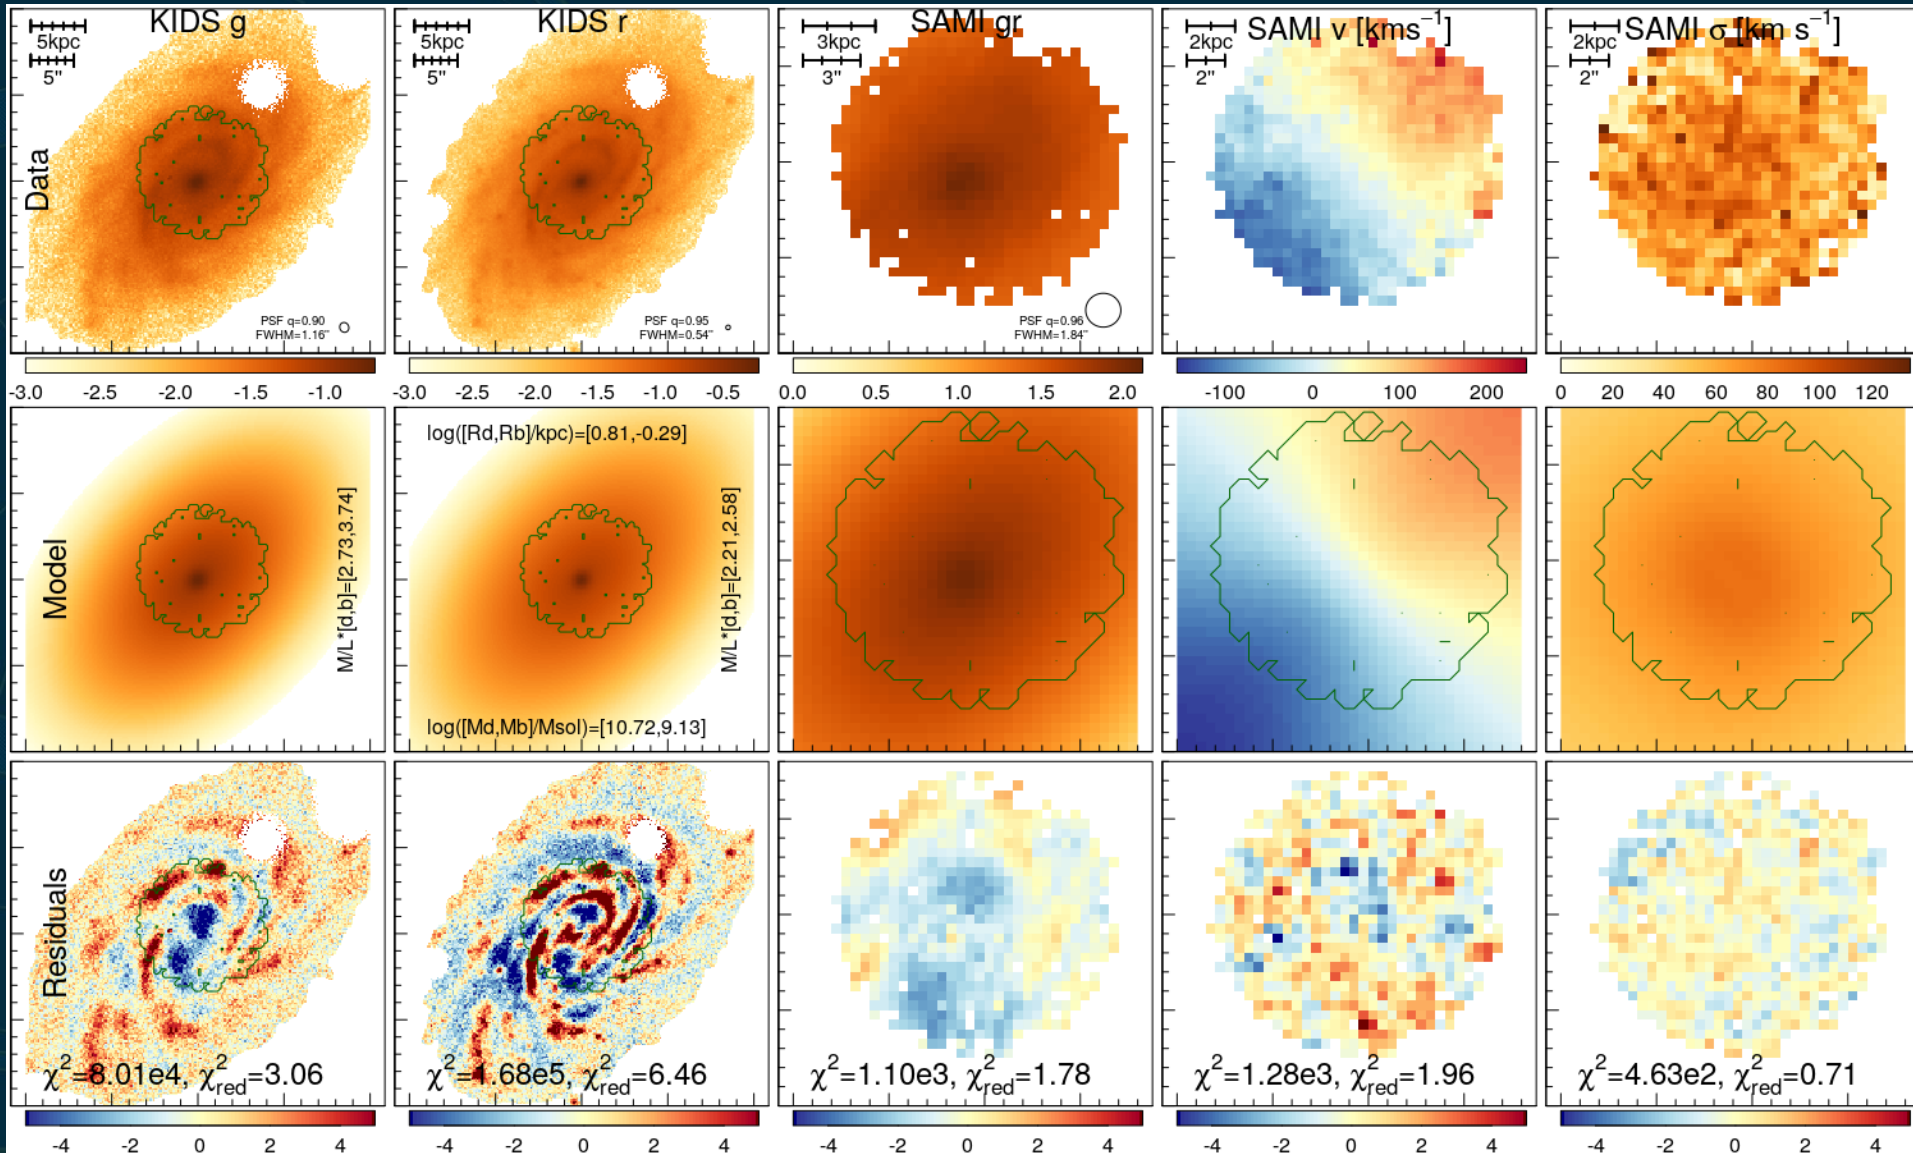 KIDS g
KIDS r
SAMI gr
SAMI v [kms⁻¹]
SAMI σ [km s⁻¹]
5kpc
5"
5kpc
5"
3kpc
3"
2kpc
2"
2kpc
2"
Data
PSF q=0.90
FWHM=1.16"
PSF q=0.95
FWHM=0.54"
PSF q=0.96
FWHM=1.84"
-3.0 -2.5 -2.0 -1.5 -1.0
-3.0 -2.5 -2.0 -1.5 -1.0 -0.5
0.0 0.5 1.0 1.5 2.0
-100 0 100 200
0 20 40 60 80 100 120
Model
M/L*[d,b]=[2.73,3.74]
log([Rd,Rb]/kpc)=[0.81,-0.29]
M/L*[d,b]=[2.21,2.58]
log([Md,Mb]/Msol)=[10.72,9.13]
Residuals
χ²=8.01e4, χ²red=3.06
χ²=1.68e5, χ²red=6.46
χ²=1.10e3, χ²red=1.78
χ²=1.28e3, χ²red=1.96
χ²=4.63e2, χ²red=0.71
-4 -2 0 2 4
-4 -2 0 2 4
-4 -2 0 2 4
-4 -2 0 2 4
-4 -2 0 2 4